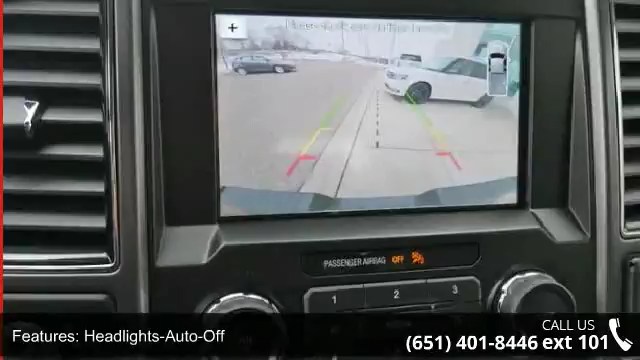 +
PASSENGER AIRBAG OFF
1 2 3
CALL US
Features: Headlights-Auto-Off
(651) 401-8446 ext 101